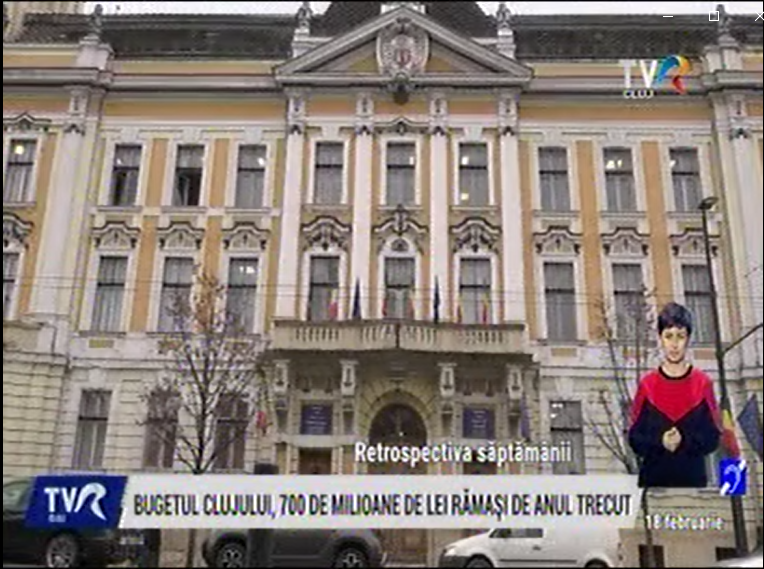 TVR
CLUJ
Retrospectiva săptămânii
TVR
CLUJ
BUGETUL CLUJULUI, 700 DE MILIOANE DE LEI RĂMAȘI DE ANUL TRECUT
18 februarie